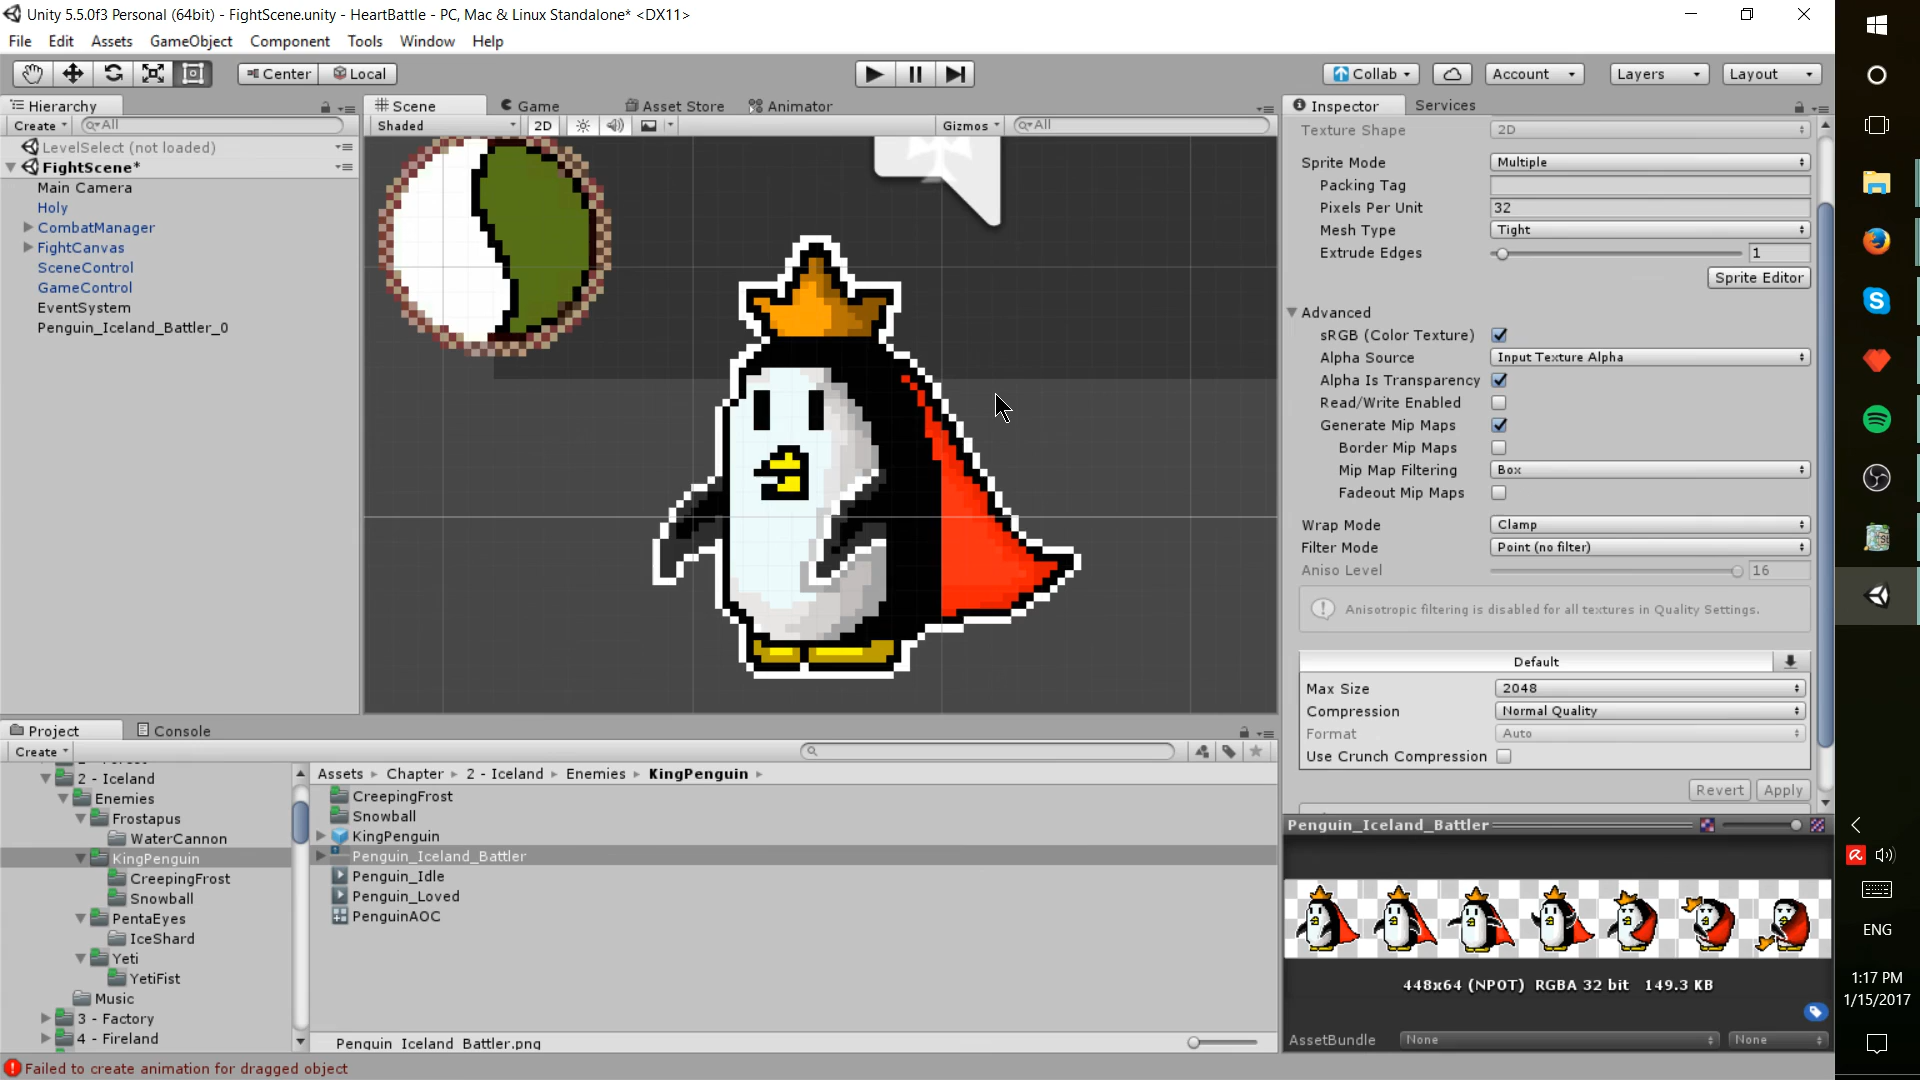 Unity 5.5.0f3 Personal (64bit) - FightScene.unity - HeartBattle - PC, Mac & Linux Standalone* <DX11>
File Edit Assets GameObject Component Tools Window Help
Center Local Collab Account Layers Layout
Hierarchy
Create All
LevelSelect (not loaded)
FightScene*
Main Camera
Holy
CombatManager
FightCanvas
SceneControl
GameControl
EventSystem
Penguin_Iceland_Battler_0
Scene Game Asset Store Animator
Shaded 2D Gizmos All
Inspector Services
Texture Shape 2D
Sprite Mode Multiple
Packing Tag
Pixels Per Unit 32
Mesh Type Tight
Extrude Edges 1
Sprite Editor
Advanced
sRGB (Color Texture)
Alpha Source Input Texture Alpha
Alpha Is Transparency
Read/Write Enabled
Generate Mip Maps
Border Mip Maps
Mip Map Filtering Box
Fadeout Mip Maps
Wrap Mode Clamp
Filter Mode Point (no filter)
Aniso Level 16
Anisotropic filtering is disabled for all textures in Quality Settings.
Default
Max Size 2048
Compression Normal Quality
Format Auto
Use Crunch Compression
Revert Apply
Project Console
Create
2 - Iceland
Enemies
Frostapus
WaterCannon
KingPenguin
CreepingFrost
Snowball
PentaEyes
IceShard
Yeti
YetiFist
Music
3 - Factory
4 - Fireland
Assets Chapter 2 - Iceland Enemies KingPenguin
CreepingFrost
Snowball
KingPenguin
Penguin_Iceland_Battler
Penguin_Idle
Penguin_Loved
PenguinAOC
Penguin_Iceland_Battler.png
Penguin_Iceland_Battler
448x64 (NPOT) RGBA 32 bit 149.3 KB
AssetBundle None None
Failed to create animation for dragged object
ENG
1:17 PM
1/15/2017